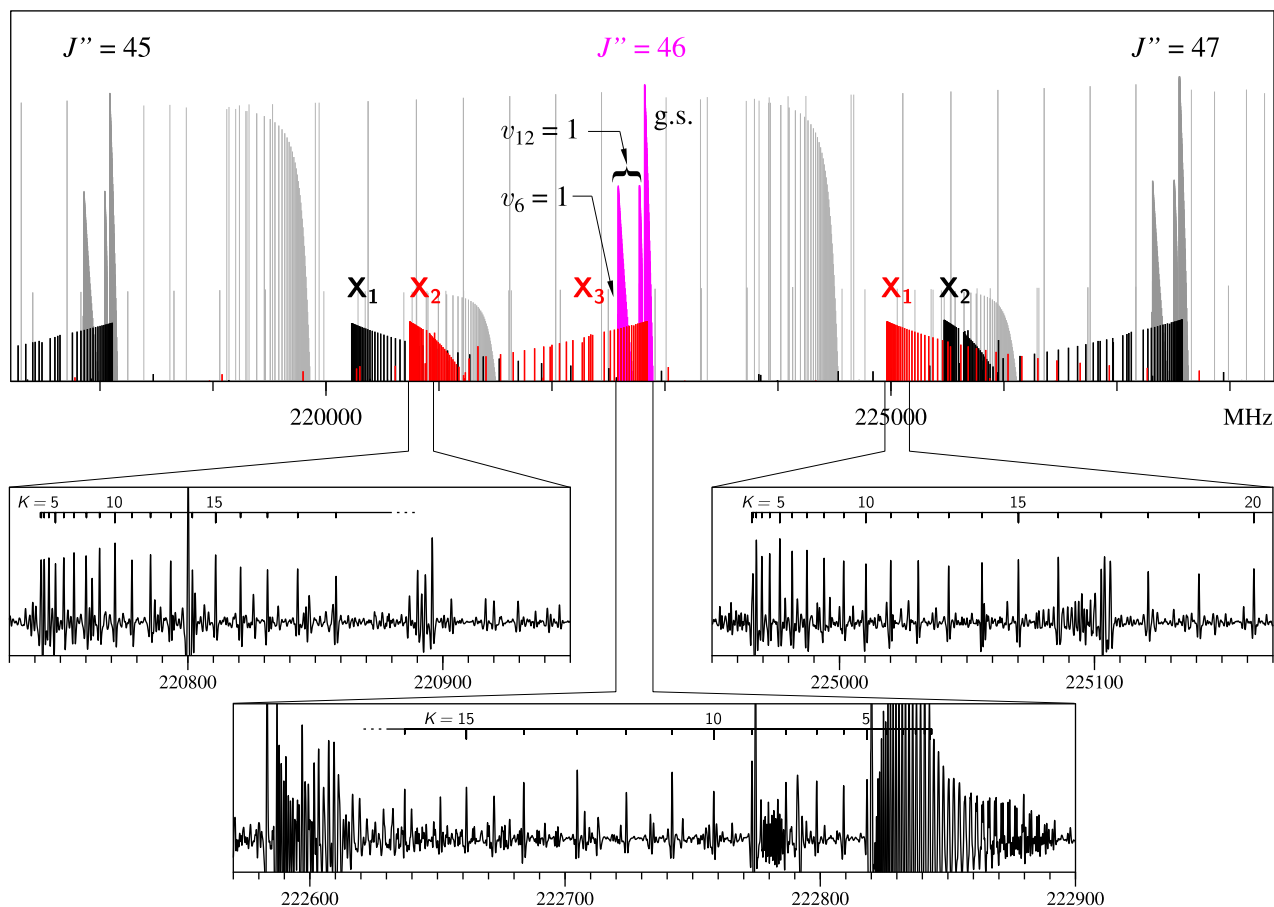 J” = 45 J” = 46 J” = 47
g.s.
v12 = 1
v6 = 1
X1 X2 X3 X1 X2
220000 225000 MHz
K = 5 10 15
K = 5 10 15 20
220800 220900
225000 225100
K = 15 10 5
222600 222700 222800 222900